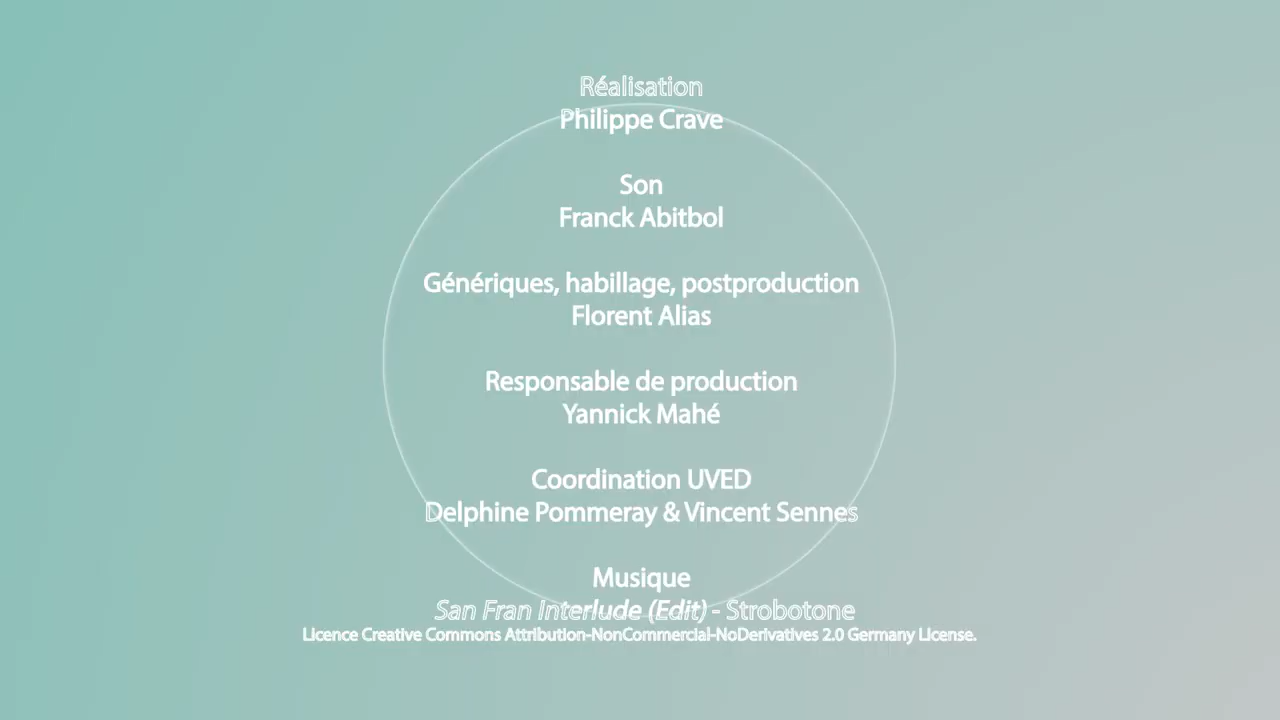 Réalisation
Philippe Crave
Son
Franck Abitbol
Génériques, habillage, postproduction
Florent Alias
Responsable de production
Yannick Mahé
Coordination UVED
Delphine Pommeray & Vincent Sennes
Musique
San Fran Interlude (Edit) - Strobotone
Licence Creative Commons Attribution-NonCommercial-NoDerivatives 2.0 Germany License.